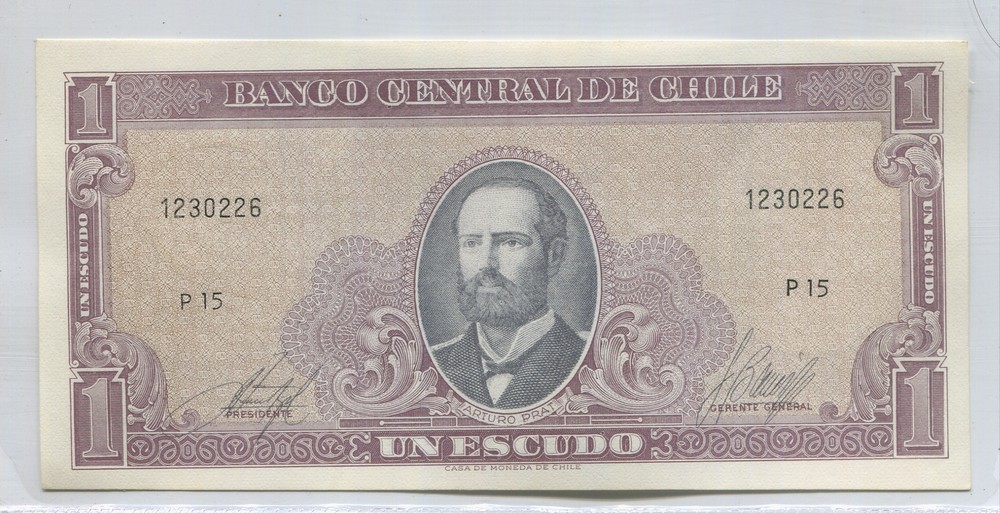 1 BANCO CENTRAL DE CHILE 1
1230226 1230226
UN ESCUDO UN ESCUDO
P 15 P 15
PRESIDENTE GERENTE GENERAL
ARTURO PRAT
1 UN ESCUDO 1
CASA DE MONEDA DE CHILE